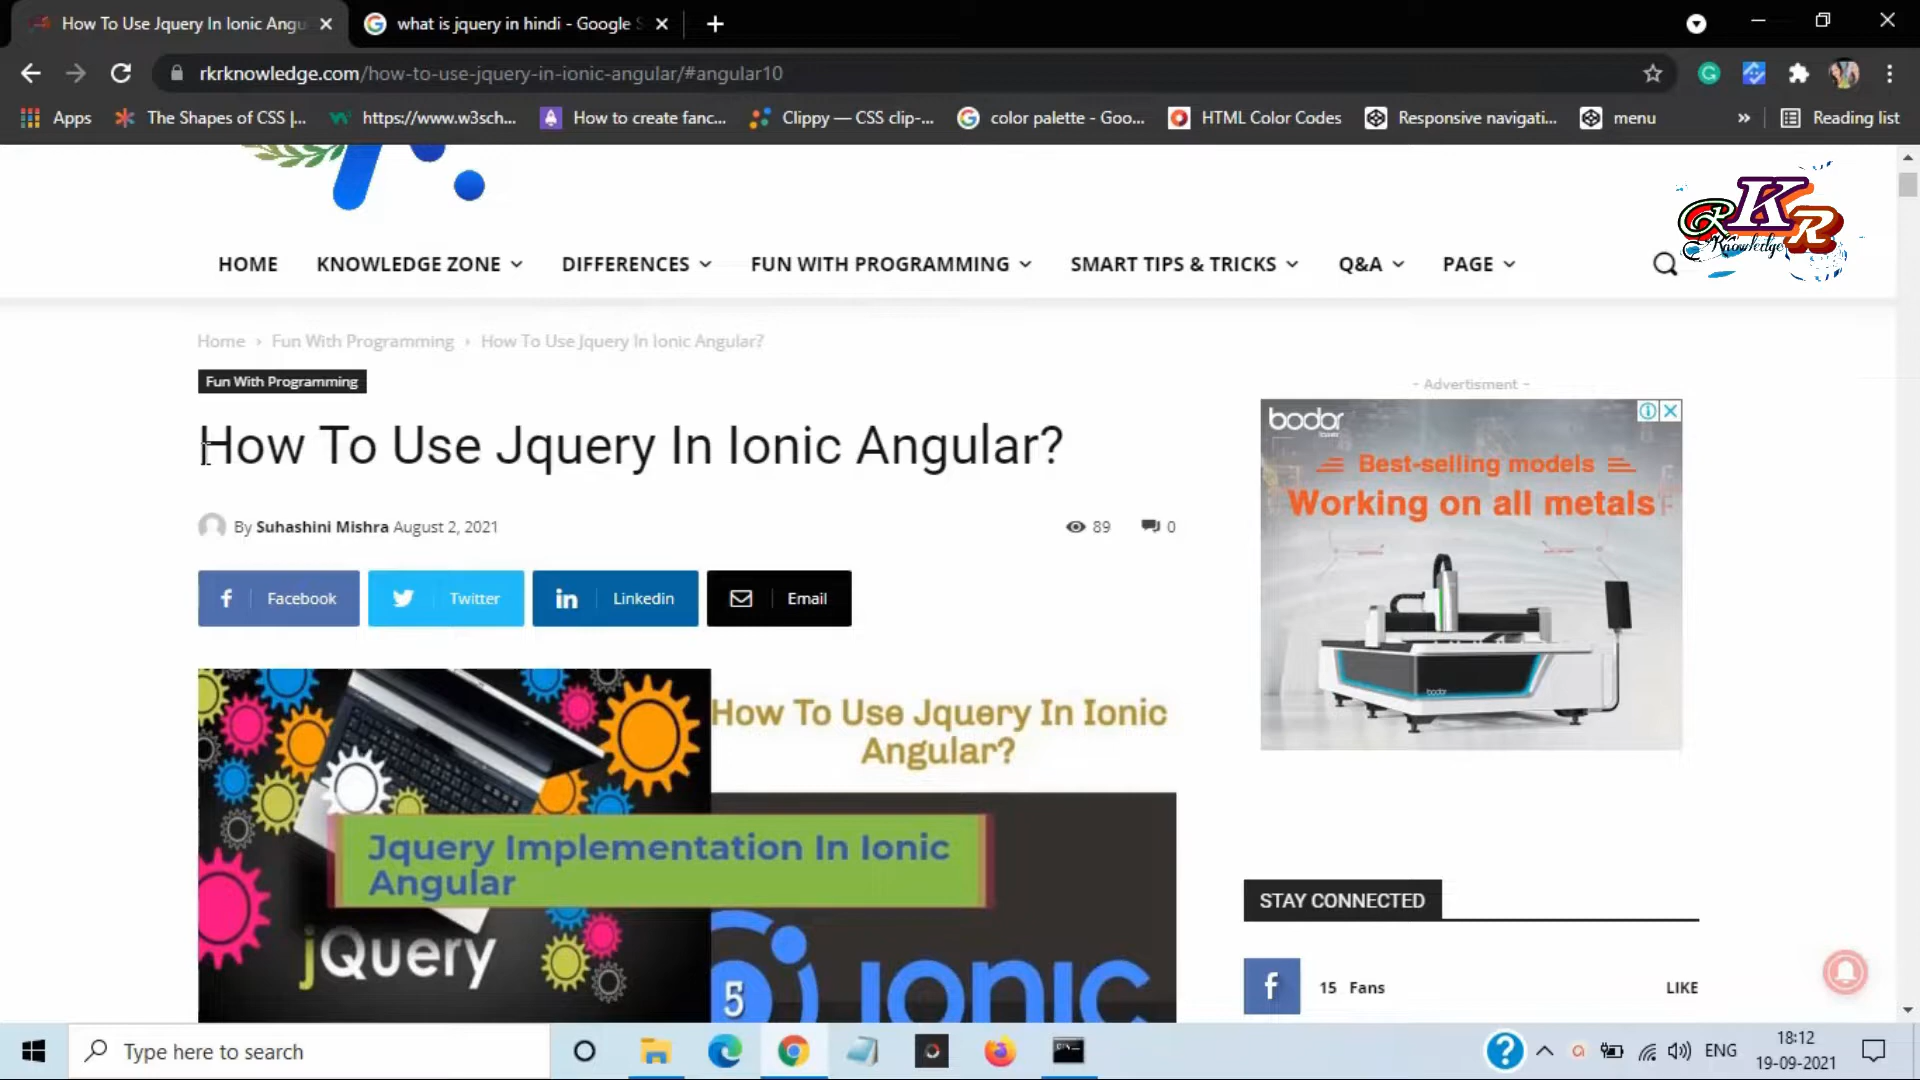 How To Use Jquery In Ionic Angu
what is jquery in hindi - Google S
rkrknowledge.com/how-to-use-jquery-in-ionic-angular/#angular10
Apps
The Shapes of CSS |...
https://www.w3sch...
How to create fanc...
Clippy — CSS clip-...
color palette - Goo...
HTML Color Codes
Responsive navigati...
menu
»
Reading list
RKR
Knowledge
HOME
KNOWLEDGE ZONE
DIFFERENCES
FUN WITH PROGRAMMING
SMART TIPS & TRICKS
Q&A
PAGE
Home › Fun With Programming › How To Use Jquery In Ionic Angular?
Fun With Programming
How To Use Jquery In Ionic Angular?
By Suhashini Mishra August 2, 2021
89
0
Facebook
Twitter
Linkedin
Email
How To Use Jquery In Ionic
Angular?
Jquery Implementation In Ionic
Angular
jQuery
5
ionic
- Advertisment -
bodor
Best-selling models
Working on all metals
bodor
STAY CONNECTED
15 Fans
LIKE
Type here to search
ENG
18:12
19-09-2021